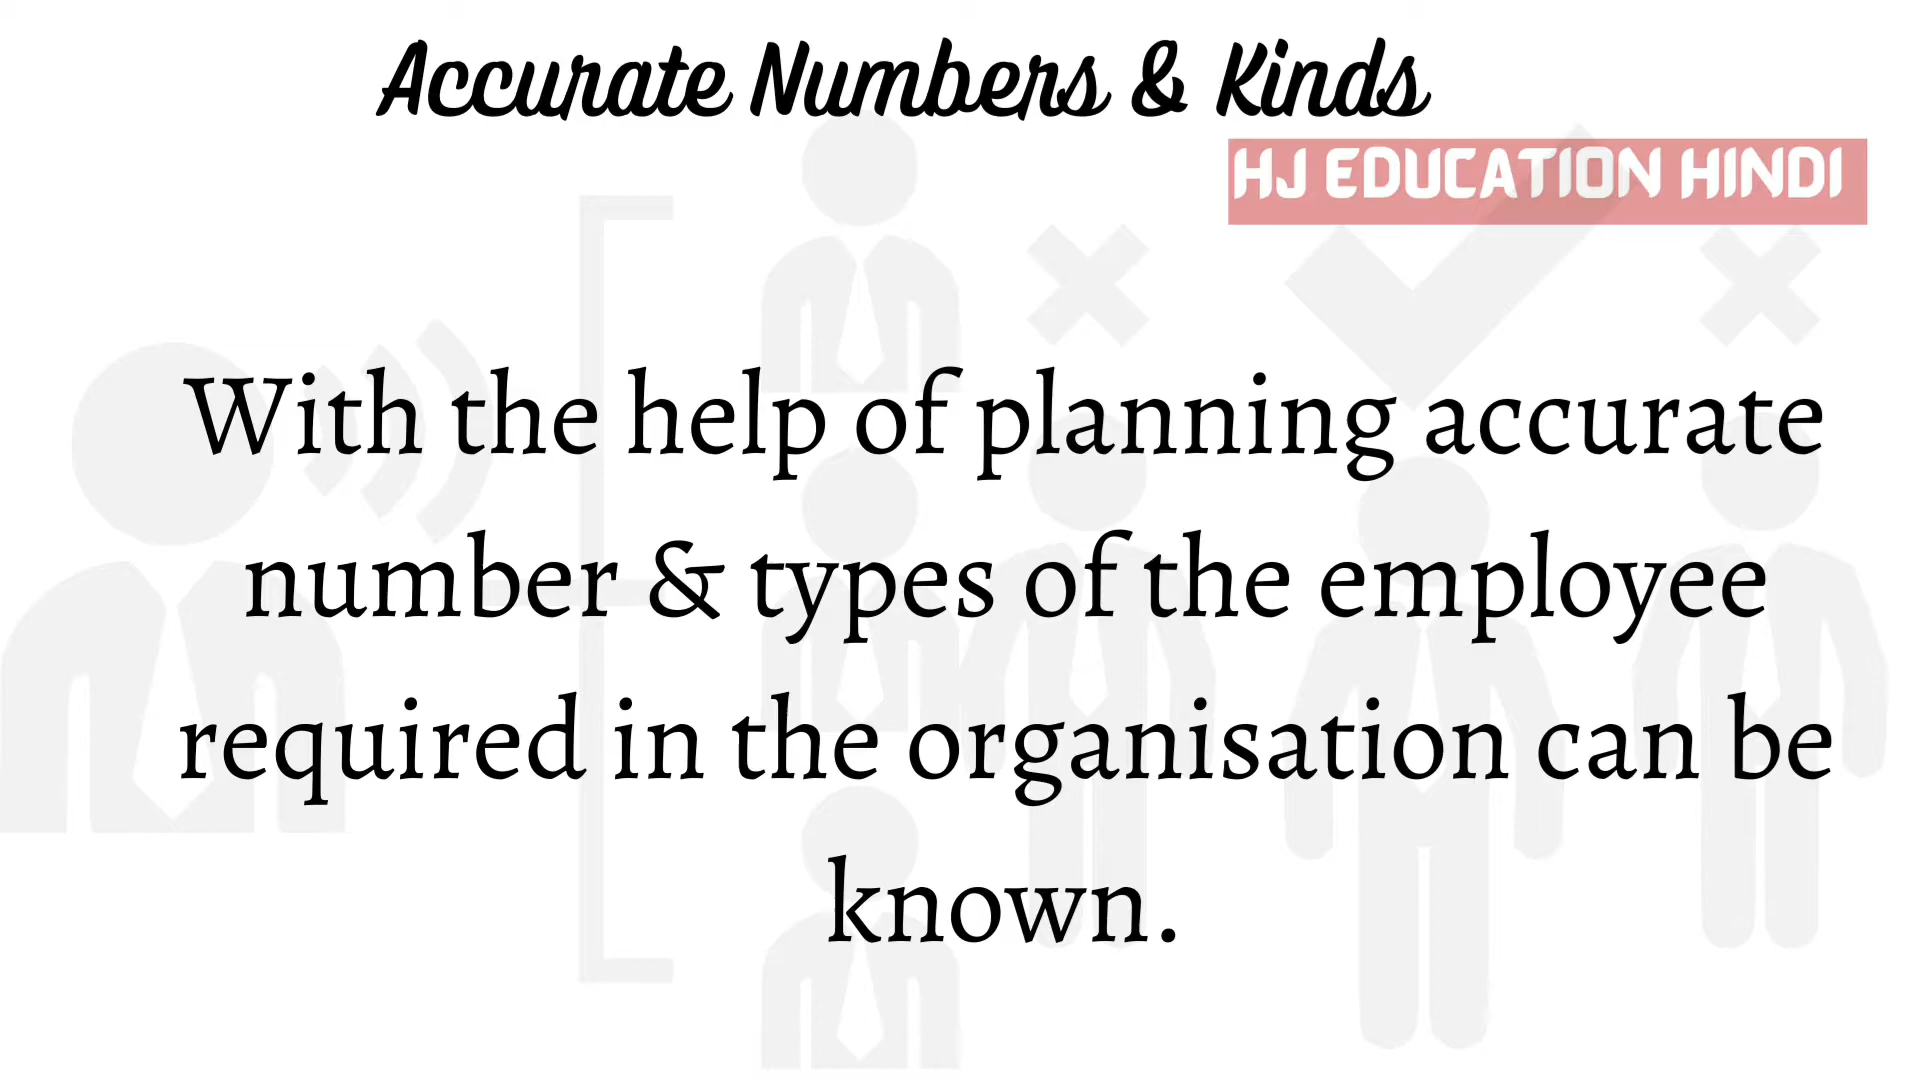 Accurate Numbers & Kinds
HJ EDUCATION HINDI
With the help of planning accurate
number & types of the employee
required in the organisation can be
known.